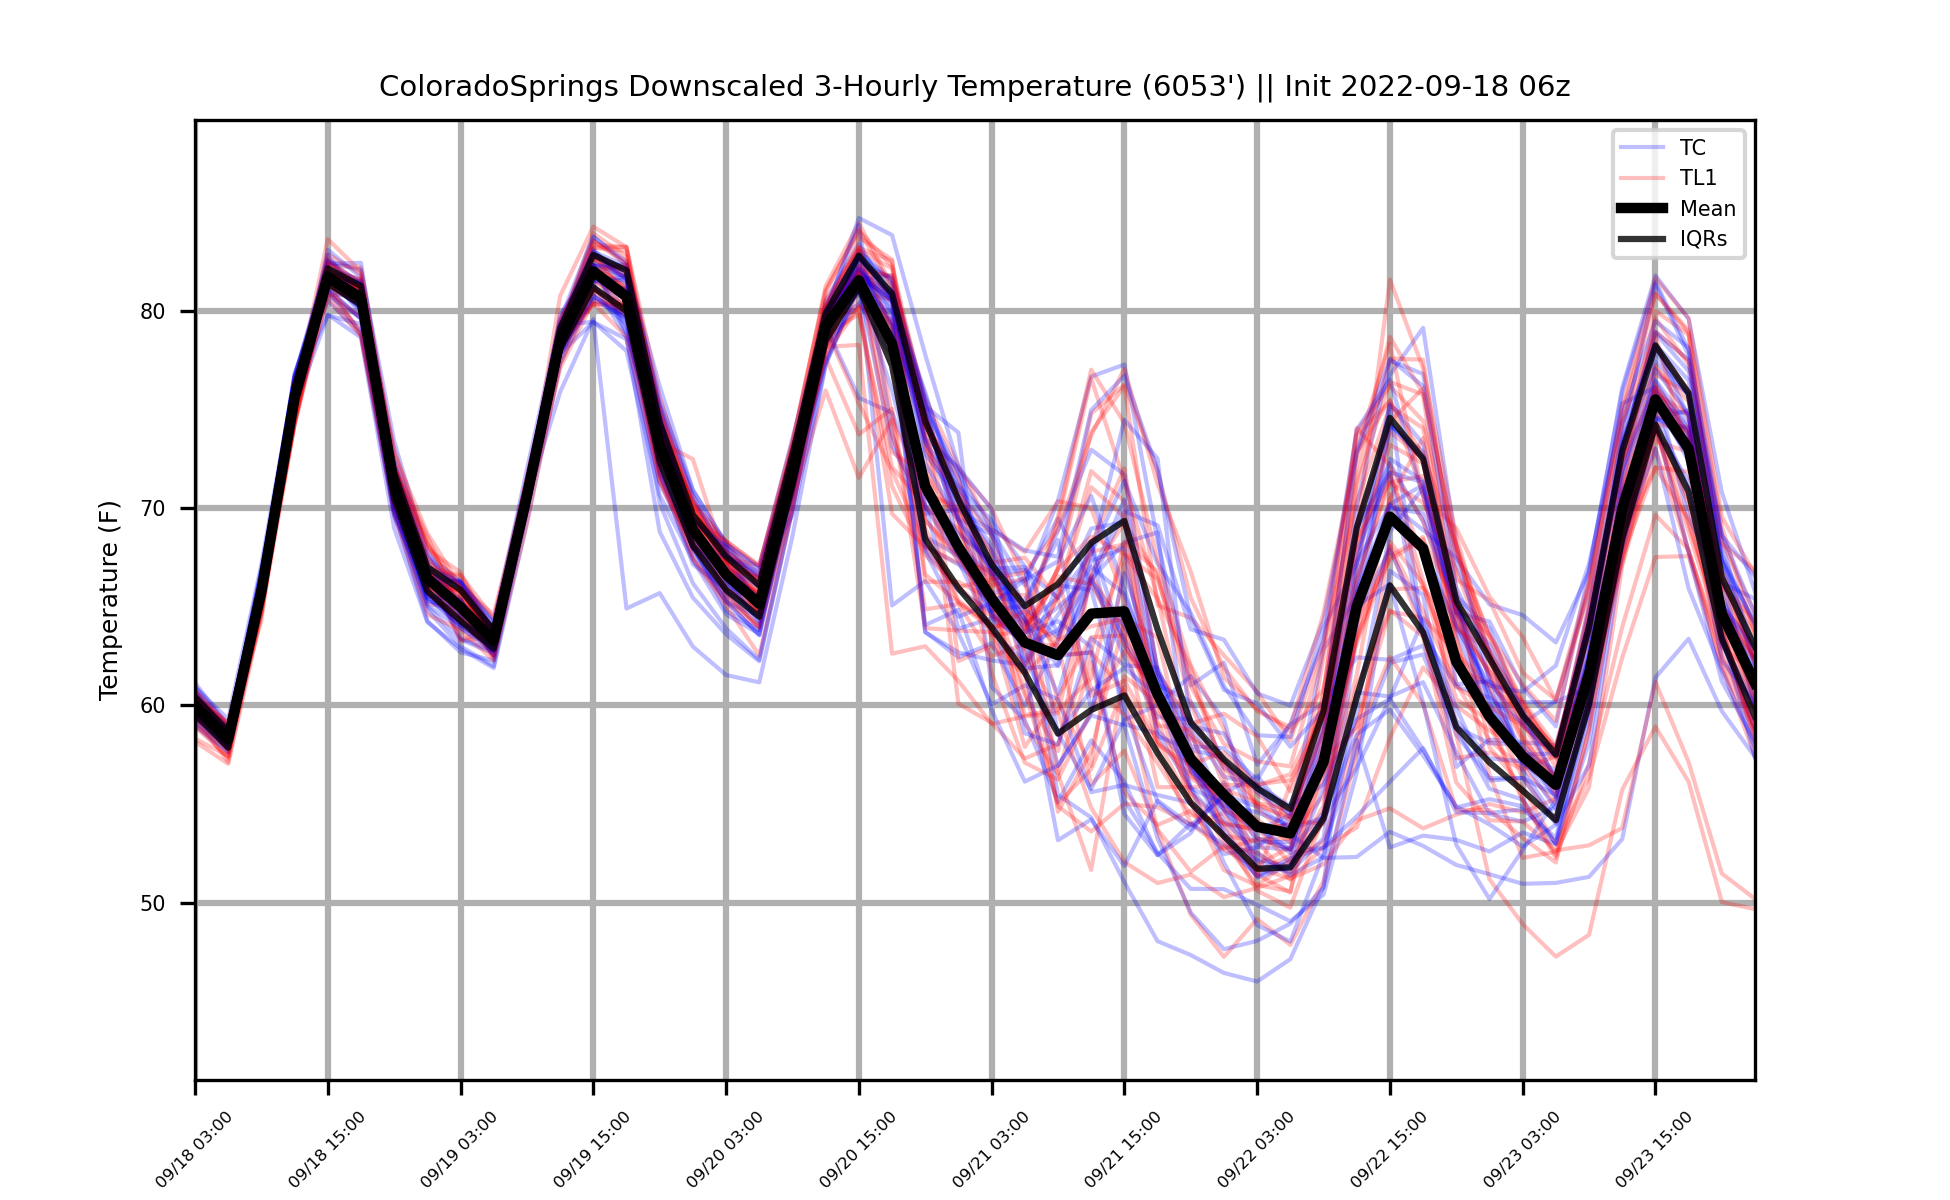 ColoradoSprings Downscaled 3-Hourly Temperature (6053') || Init 2022-09-18 06z
TC
TL1
Mean
IQRs
Temperature (F)
80
70
60
50
09/18 03:00
09/18 15:00
09/19 03:00
09/19 15:00
09/20 03:00
09/20 15:00
09/21 03:00
09/21 15:00
09/22 03:00
09/22 15:00
09/23 03:00
09/23 15:00